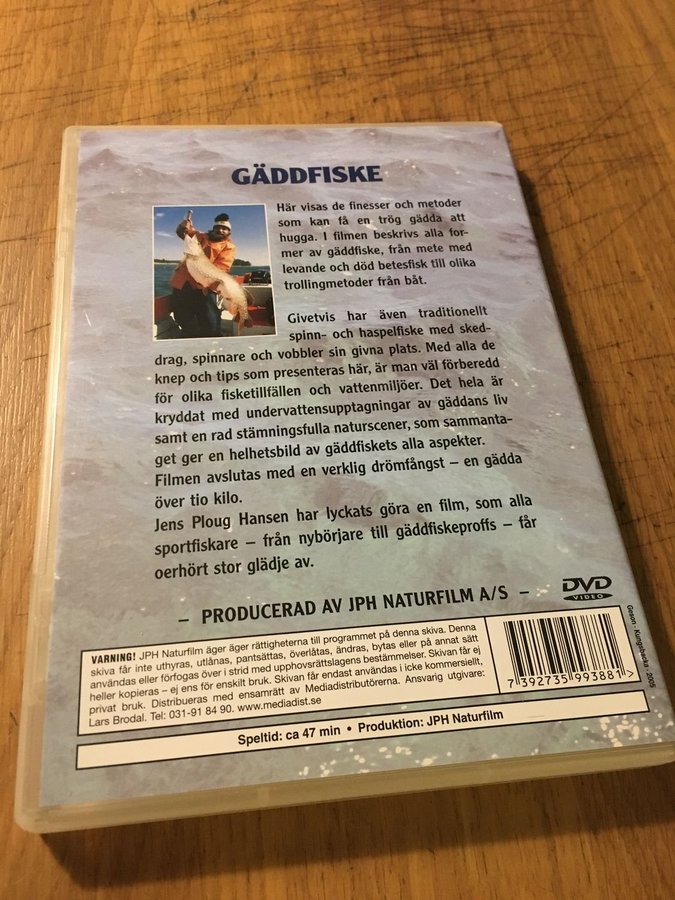 GÄDDFISKE
Här visas de finesser och metoder
som kan få en trög gädda att
hugga. I filmen beskrivs alla for-
mer av gäddfiske, från mete med
levande och död betesfisk till olika
trollingmetoder från båt.
Givetvis har även traditionellt
spinn- och haspelfiske med sked-
drag, spinnare och vobbler sin givna plats. Med alla de
knep och tips som presenteras här, är man väl förberedd
för olika fisketillfällen och vattenmiljöer. Det hela är
kryddat med undervattensupptagningar av gäddans liv
samt en rad stämningsfulla naturscener, som sammanta-
get ger en helhetsbild av gäddfiskets alla aspekter.
Filmen avslutas med en verklig drömfångst – en gädda
över tio kilo.
Jens Ploug Hansen har lyckats göra en film, som alla
sportfiskare – från nybörjare till gäddfiskeproffs – får
oerhört stor glädje av.
– PRODUCERAD AV JPH NATURFILM A/S –
DVD
VIDEO
VARNING! JPH Naturfilm äger äger rättigheterna till programmet på denna skiva. Denna
skiva får inte uthyras, utlånas, pantsättas, överlåtas, ändras, bytas eller på annat sätt
användas eller förfogas över i strid med upphovsrättslagens bestämmelser. Skivan får ej
heller kopieras – ej ens för enskilt bruk. Skivan får endast användas i icke kommersiellt,
privat bruk. Distribueras med ensamrätt av Mediadistributörerna. Ansvarig utgivare:
Lars Brodal. Tel: 031-91 84 90. www.mediadist.se
7 392735 993881 >
Geson · Kungsbacka · 2005
Speltid: ca 47 min • Produktion: JPH Naturfilm